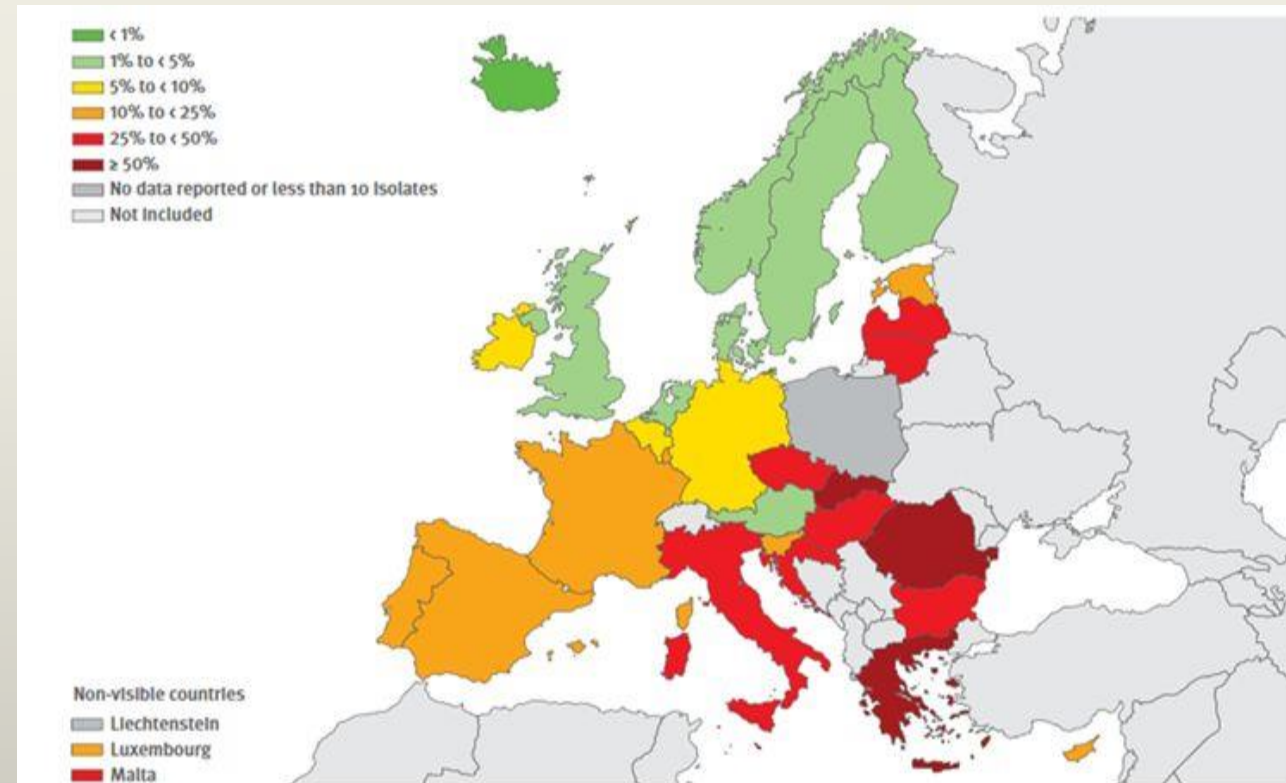 < 1%
1% to < 5%
5% to < 10%
10% to < 25%
25% to < 50%
≥ 50%
No data reported or less than 10 Isolates
Not Included
Non-visible countries
Liechtenstein
Luxembourg
Malta